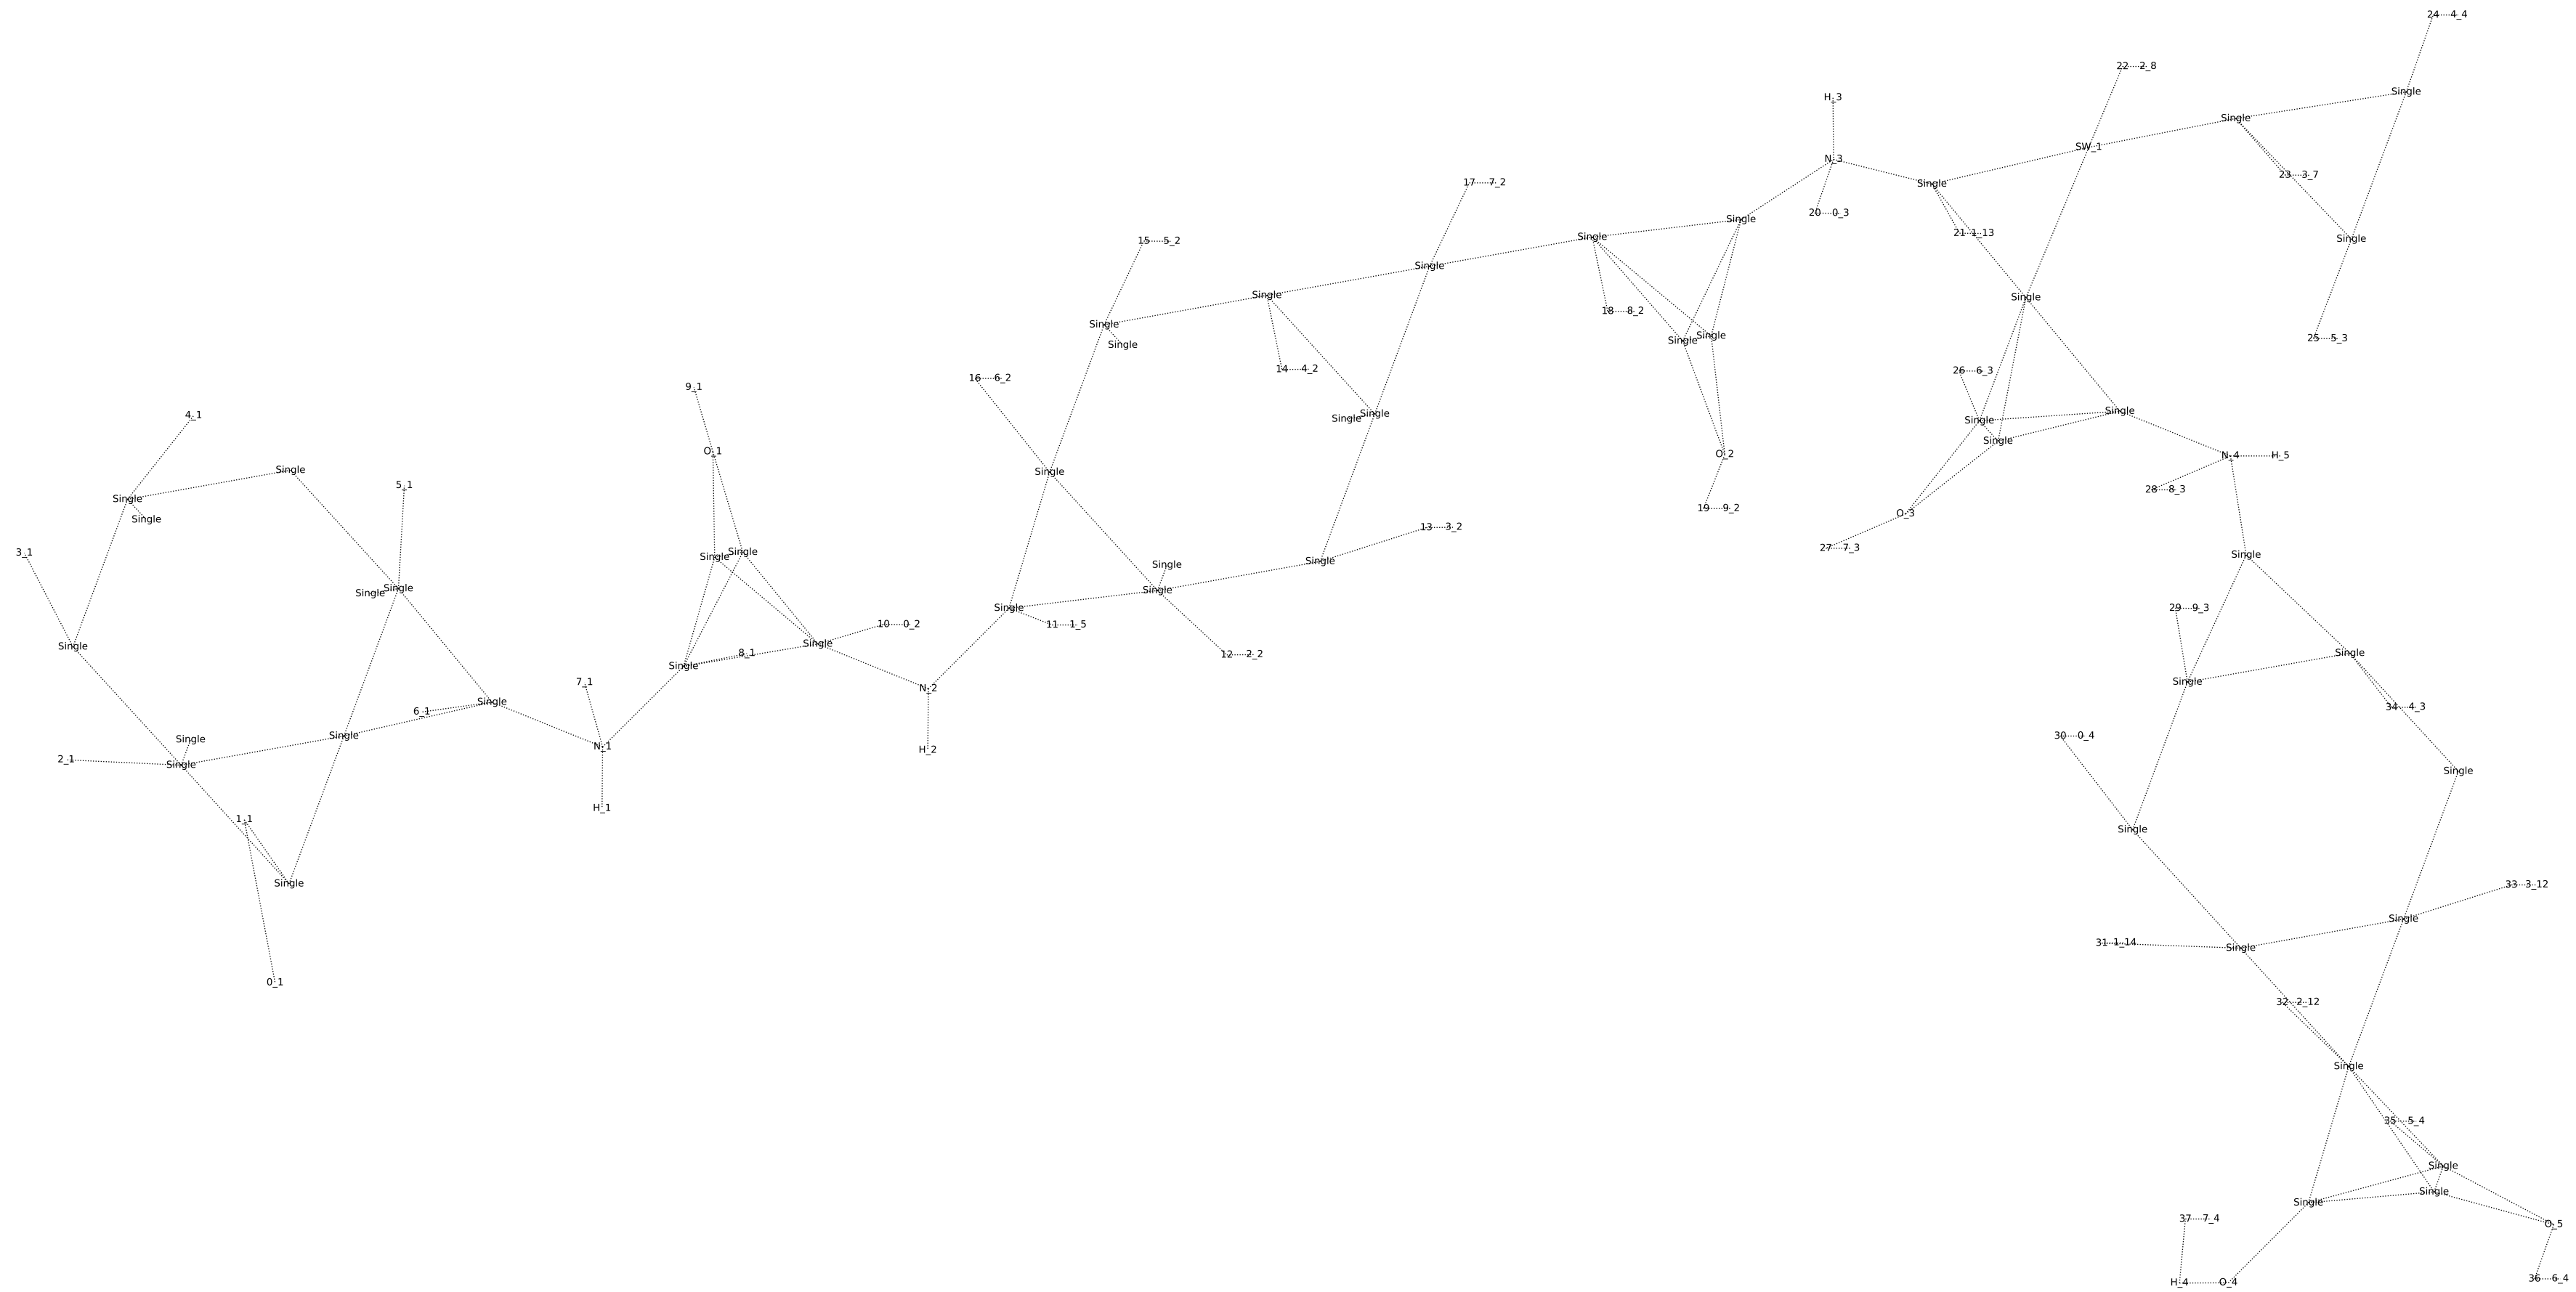 24 4_4
22 2_8
Single
H_3
Single
SW_1
N_3
23 3_7
17 7_2
Single
20 0_3
Single
21 1_13
Single
Single
15 5_2
Single
Single
Single
Single
18 8_2
Single
Single
25 5_3
Single
Single
14 4_2
26 6_3
16 6_2
9_1
Single
4_1
Single Single
Single
Single
O_1
O_2
N_4 H_5
Single
Single
5_1
28 8_3
Single
19 9_2
O_3
Single
13 3_2
27 7_3
3_1
Single
Single Single
Single
Single
Single
Single Single
29 9_3
Single
11 1_5
10 0_2
Single
Single
8_1
12 2_2
Single
Single
7_1
Single
N_2
Single
34 4_3
6_1
Single
Single
30 0_4
N_1
H_2
2_1
Single
Single
H_1
1_1
Single
Single
33 3_12
Single
31 1_14
Single
0_1
32 2_12
Single
35 5_4
Single
Single
Single
37 7_4
O_5
36 6_4
H_4 O_4